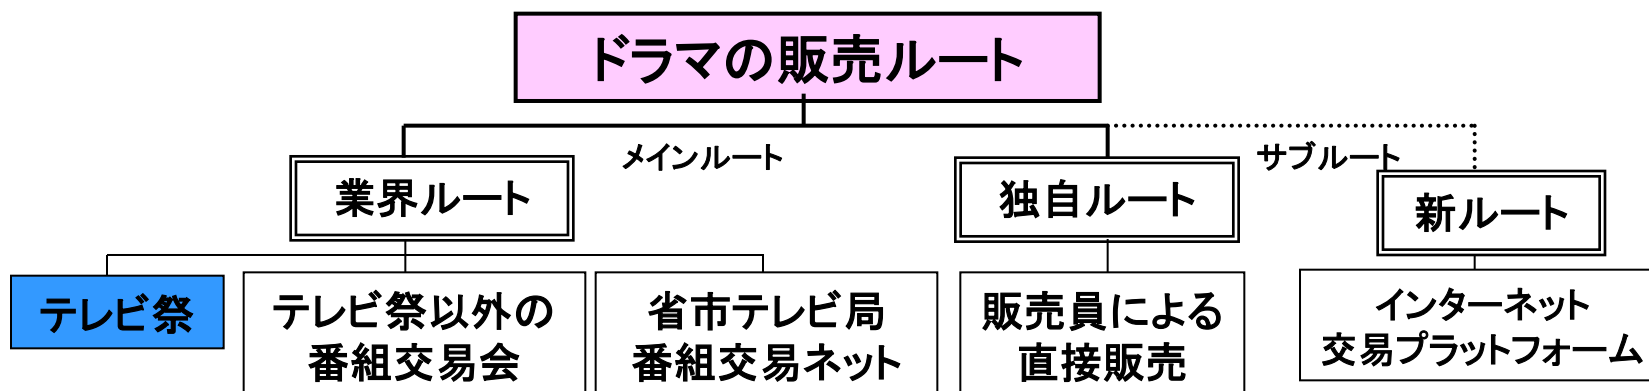 ドラマの販売ルート
メインルート
サブルート
業界ルート
独自ルート
新ルート
テレビ祭
テレビ祭以外の
番組交易会
省市テレビ局
番組交易ネット
販売員による
直接販売
インターネット
交易プラットフォーム